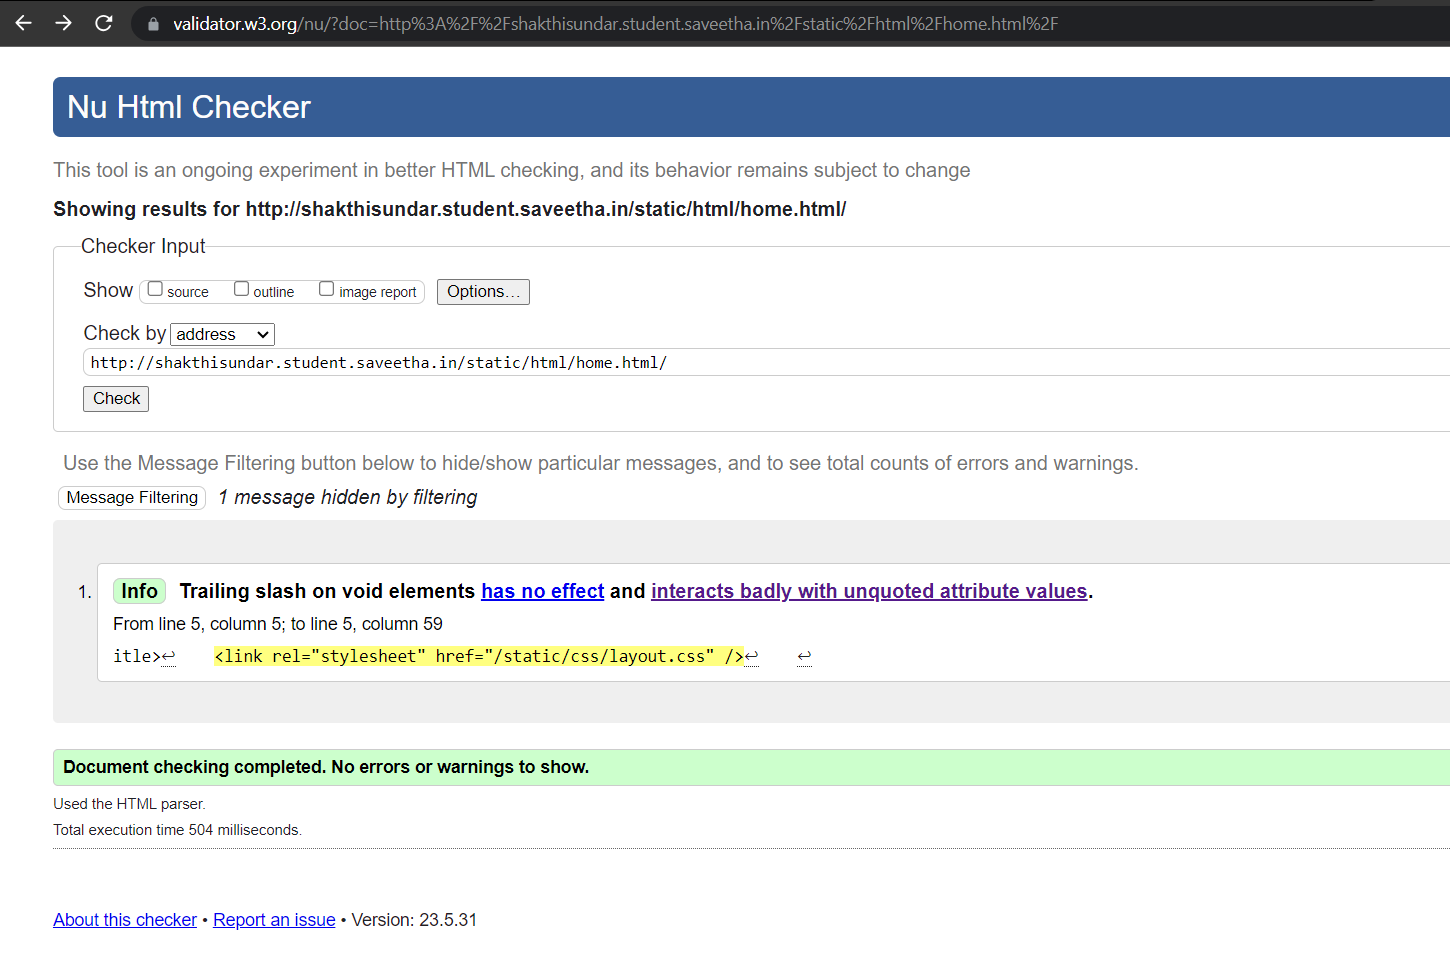 validator.w3.org/nu/?doc=http%3A%2F%2Fshakthisundar.student.saveetha.in%2Fstatic%2Fhtml%2Fhome.html%2F
Nu Html Checker
This tool is an ongoing experiment in better HTML checking, and its behavior remains subject to change
Showing results for http://shakthisundar.student.saveetha.in/static/html/home.html/
Checker Input
Show source outline image report Options…
Check by address
http://shakthisundar.student.saveetha.in/static/html/home.html/
Check
Use the Message Filtering button below to hide/show particular messages, and to see total counts of errors and warnings.
Message Filtering 1 message hidden by filtering
1. Info Trailing slash on void elements has no effect and interacts badly with unquoted attribute values.
From line 5, column 5; to line 5, column 59
itle>↩ <link rel="stylesheet" href="/static/css/layout.css" />↩ ↩
Document checking completed. No errors or warnings to show.
Used the HTML parser.
Total execution time 504 milliseconds.
About this checker • Report an issue • Version: 23.5.31